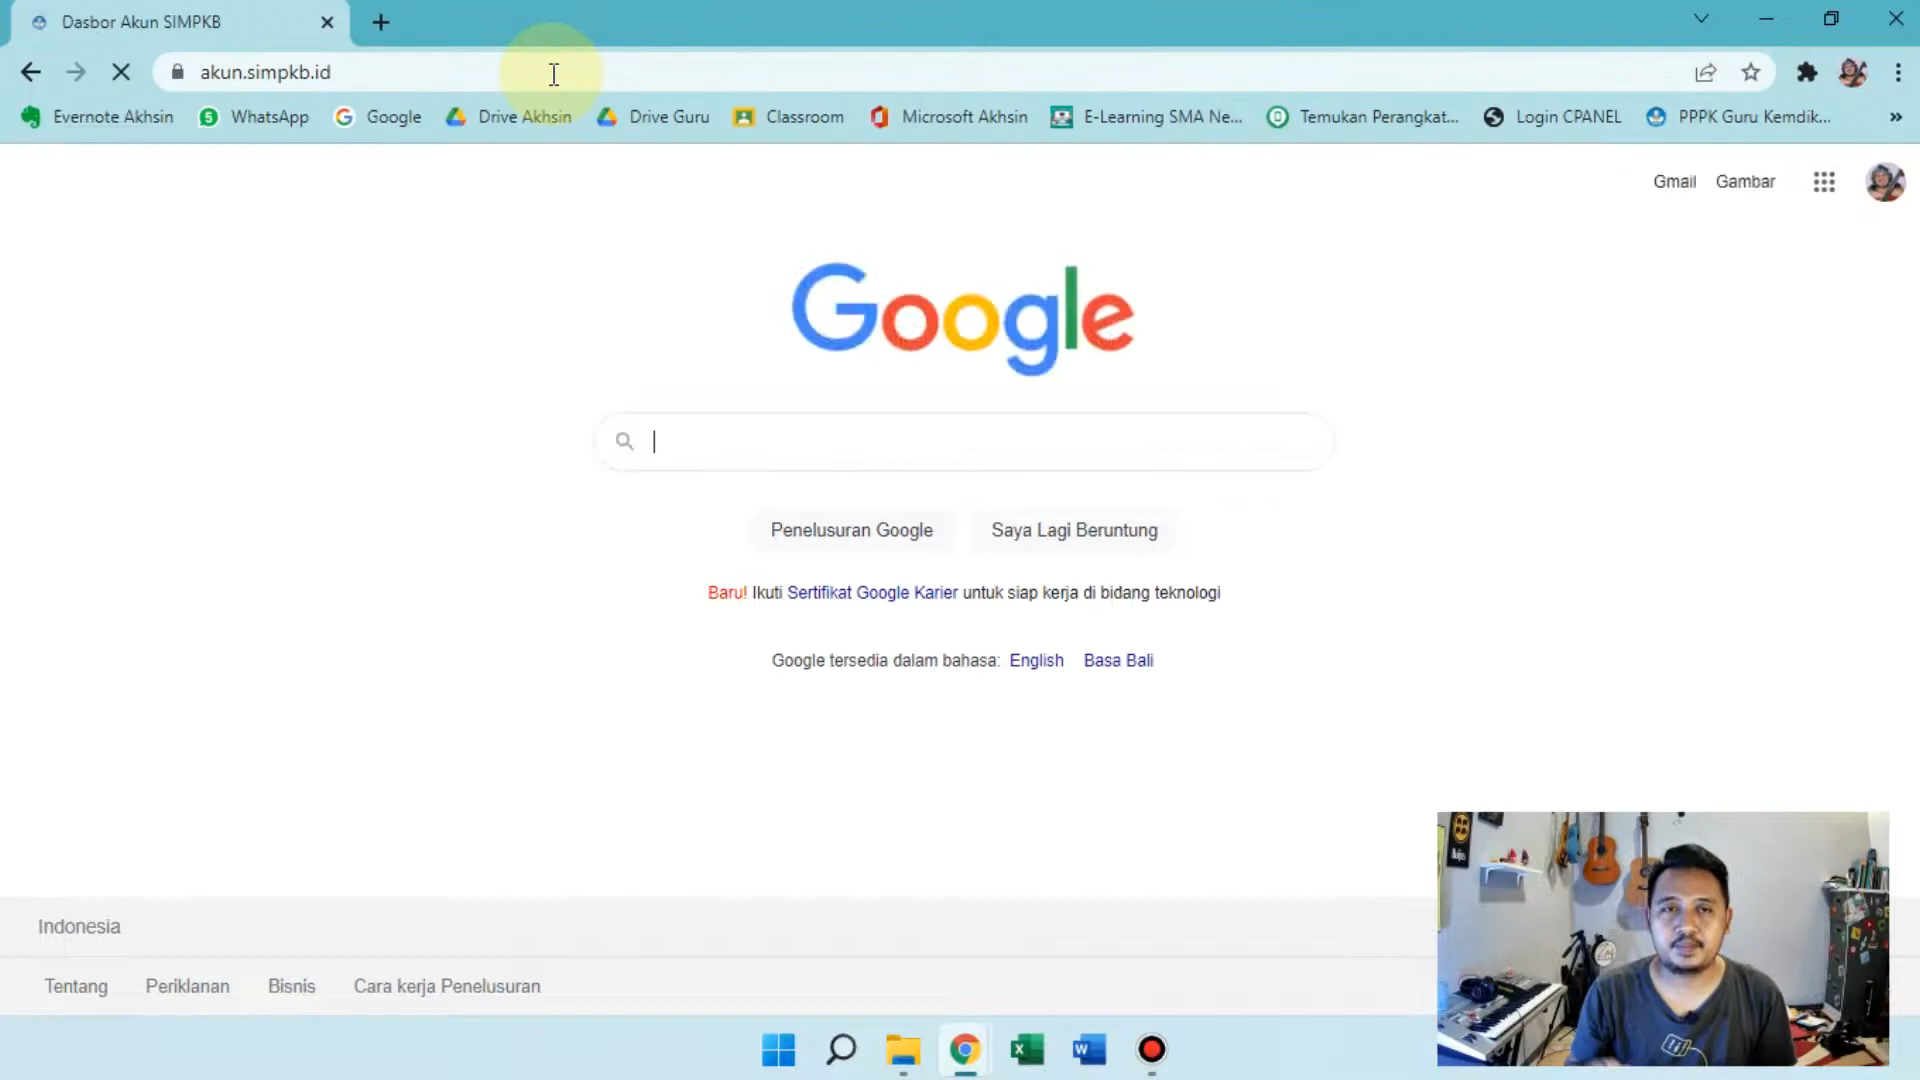 Dasbor Akun SIMPKB
akun.simpkb.id
Evernote Akhsin
WhatsApp
Google
Drive Akhsin
Drive Guru
Classroom
Microsoft Akhsin
E-Learning SMA Ne...
Temukan Perangkat...
Login CPANEL
PPPK Guru Kemdik...
»
Gmail
Gambar
Google
Penelusuran Google
Saya Lagi Beruntung
Baru! Ikuti Sertifikat Google Karier untuk siap kerja di bidang teknologi
Google tersedia dalam bahasa: English Basa Bali
Indonesia
Tentang
Periklanan
Bisnis
Cara kerja Penelusuran